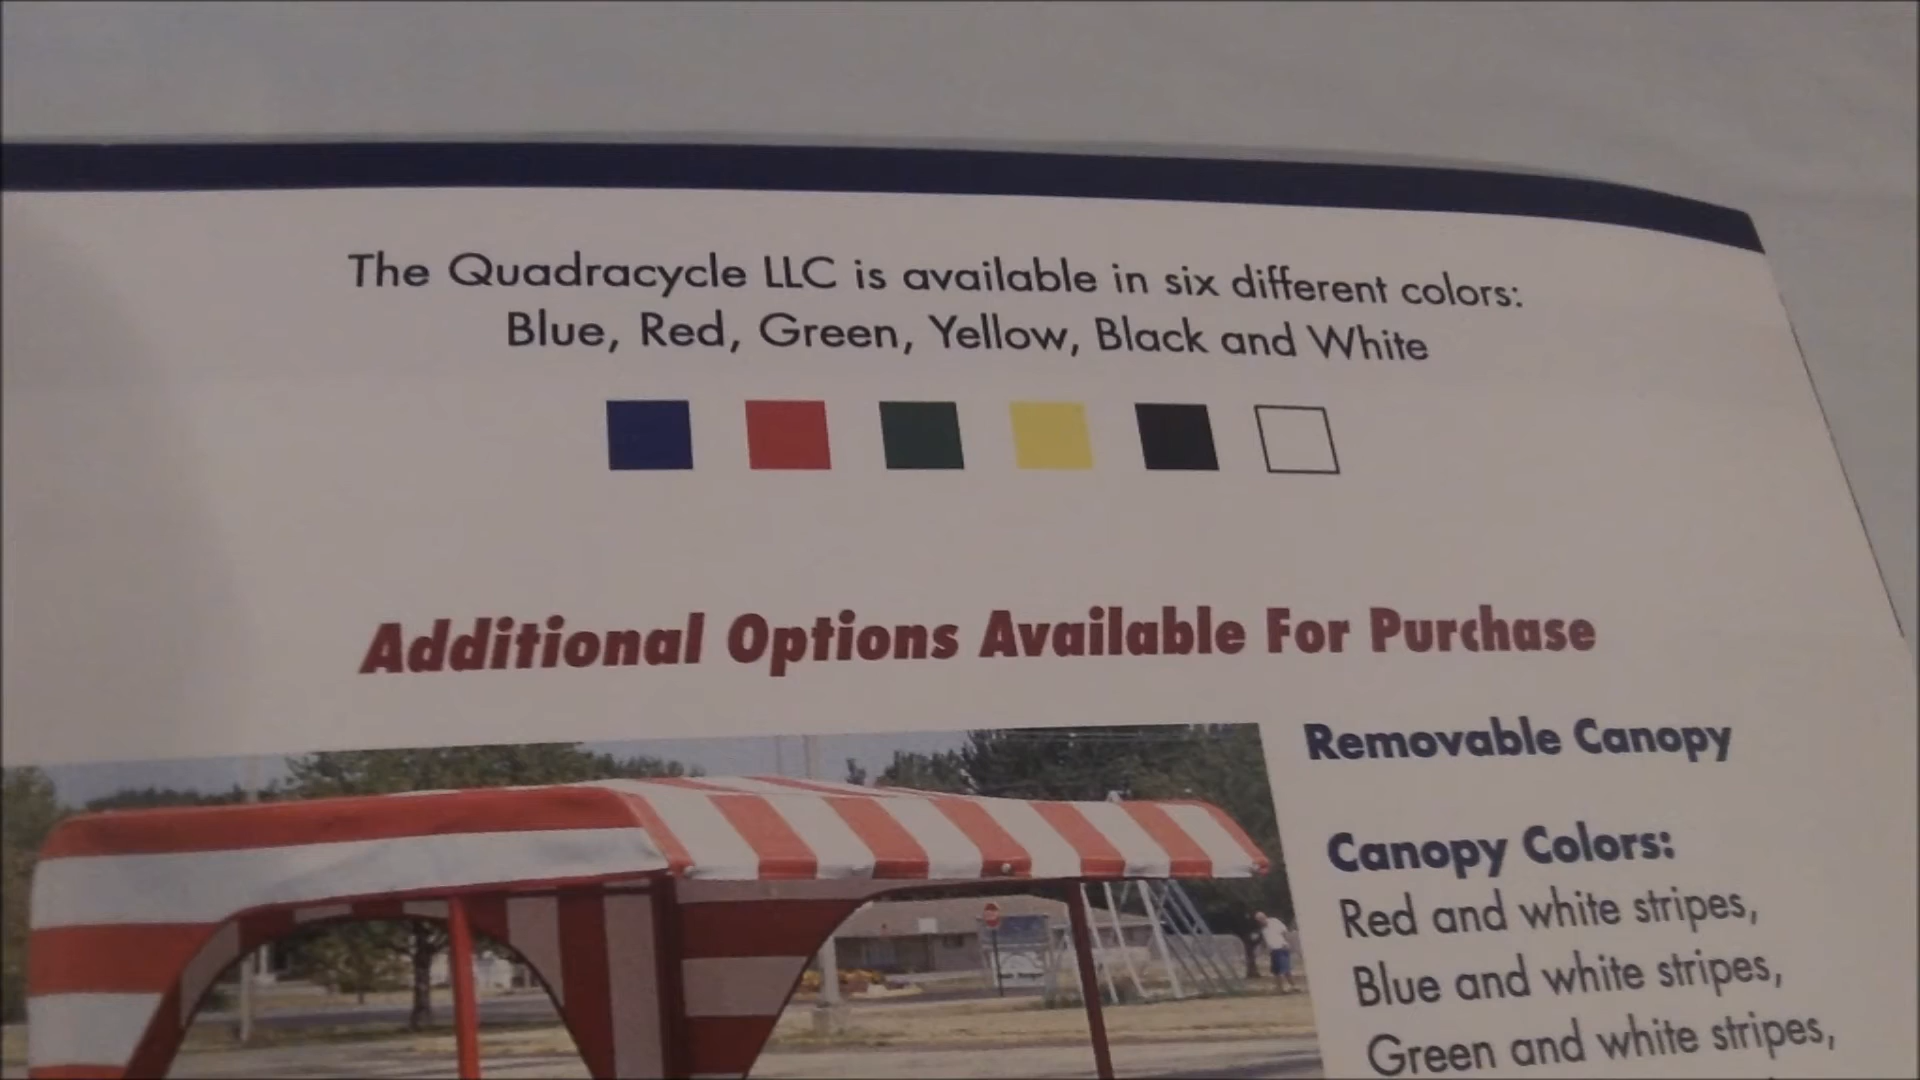 The Quadracycle LLC is available in six different colors:
Blue, Red, Green, Yellow, Black and White
Additional Options Available For Purchase
Removable Canopy
Canopy Colors:
Red and white stripes,
Blue and white stripes,
Green and white stripes,